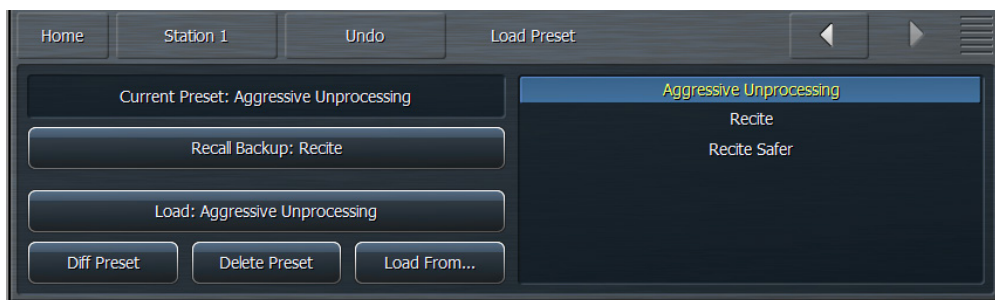 Home
Station 1
Undo
Load Preset
Current Preset: Aggressive Unprocessing
Recall Backup: Recite
Load: Aggressive Unprocessing
Diff Preset
Delete Preset
Load From...
Aggressive Unprocessing
Recite
Recite Safer